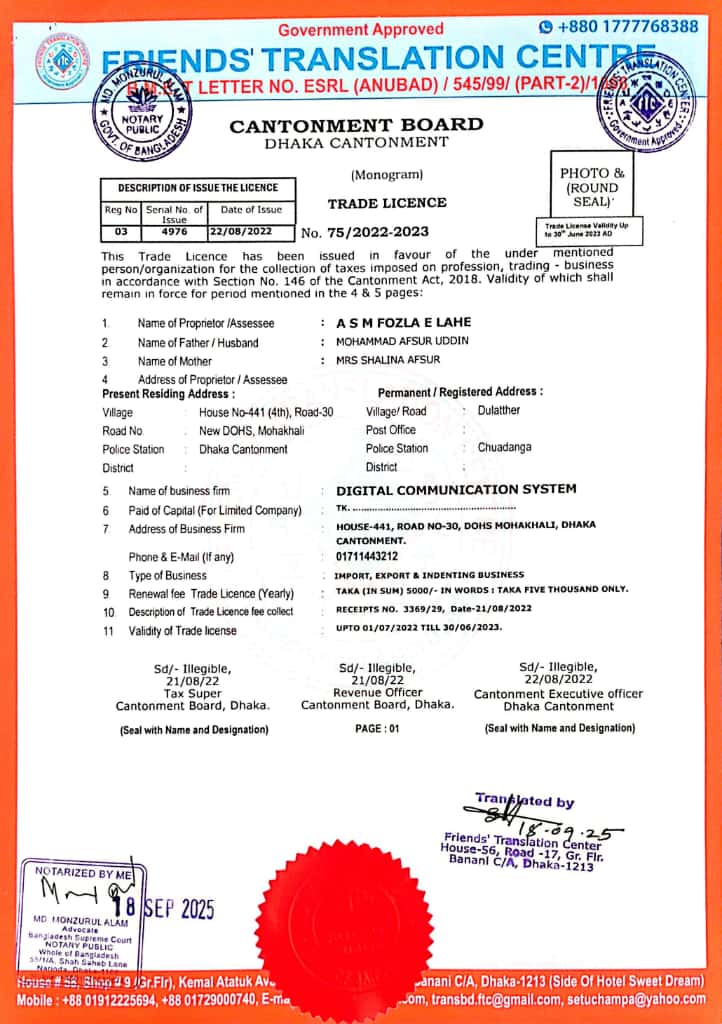 Government Approved
+880 1777768388
FRIENDS' TRANSLATION CENTRE
LETTER NO. ESRL (ANUBAD) / 545/99/ (PART-2)/
MD. MONZURUL ALAM
NOTARY PUBLIC
GOVT. OF BANGLADESH
FRIENDS' TRANSLATION CENTER
FTC
Government Approved
CANTONMENT BOARD
DHAKA CANTONMENT
(Monogram)
PHOTO &
(ROUND
SEAL)
DESCRIPTION OF ISSUE THE LICENCE
Reg No Serial No. of Issue Date of Issue
03 4976 22/08/2022
TRADE LICENCE
No. 75/2022-2023
Trade License Validity Up
to 30th June 2023 AD
This Trade Licence has been issued in favour of the under mentioned
person/organization for the collection of taxes imposed on profession, trading - business
in accordance with Section No. 146 of the Cantonment Act, 2018. Validity of which shall
remain in force for period mentioned in the 4 & 5 pages:
1. Name of Proprietor /Assessee : A S M FOZLA E LAHE
2 Name of Father / Husband : MOHAMMAD AFSUR UDDIN
3 Name of Mother : MRS SHALINA AFSUR
4 Address of Proprietor / Assessee
Present Residing Address : Permanent / Registered Address :
Village : House No-441 (4th), Road-30 Village/ Road : Dulatther
Road No. New DOHS, Mohakhali Post Office :
Police Station : Dhaka Cantonment Police Station : Chuadanga
District : District :
5 Name of business firm : DIGITAL COMMUNICATION SYSTEM
6 Paid of Capital (For Limited Company) : TK. ........................................................
7 Address of Business Firm : HOUSE-441, ROAD NO-30, DOHS MOHAKHALI, DHAKA
CANTONMENT.
Phone & E-Mail (If any) : 01711443212
8 Type of Business : IMPORT, EXPORT & INDENTING BUSINESS
9 Renewal fee Trade Licence (Yearly) : TAKA (IN SUM) 5000/- IN WORDS : TAKA FIVE THOUSAND ONLY.
10. Description of Trade Licence fee collect : RECEIPTS NO. 3369/29, Date-21/08/2022
11 Validity of Trade license : UPTO 01/07/2022 TILL 30/06/2023.
Sd/- Illegible, Sd/- Illegible, Sd/- Illegible,
21/08/22 21/08/22 22/08/2022
Tax Super Revenue Officer Cantonment Executive officer
Cantonment Board, Dhaka. Cantonment Board, Dhaka. Dhaka Cantonment
(Seal with Name and Designation) PAGE : 01 (Seal with Name and Designation)
Translated by
18-09-25
Friends' Translation Center
House-56, Road -17, Gr. Flr.
Banani C/A, Dhaka-1213
NOTARIZED BY ME
18 SEP 2025
MD. MONZURUL ALAM
Advocate
Bangladesh Supreme Court
NOTARY PUBLIC
Whole of Bangladesh
Shah Saheb Lane
House # 56, Shop # 9 (Gr.Flr), Kemal Atatuk Banani C/A, Dhaka-1213 (Side Of Hotel Sweet Dream)
Mobile : +88 01912225694, +88 01729000740, transbd.ftc@gmail.com, setuchampa@yahoo.com